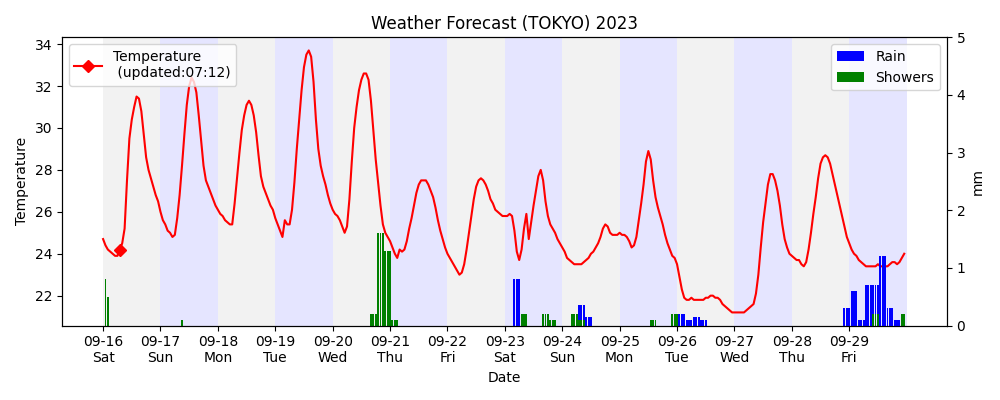 Weather Forecast (TOKYO) 2023
Temperature
(updated:07:12)
Rain
Showers
Temperature
34
32
30
28
26
24
22
5
4
3
2
1
0
mm
09-16 09-17 09-18 09-19 09-20 09-21 09-22 09-23 09-24 09-25 09-26 09-27 09-28 09-29
Sat Sun Mon Tue Wed Thu Fri Sat Sun Mon Tue Wed Thu Fri
Date